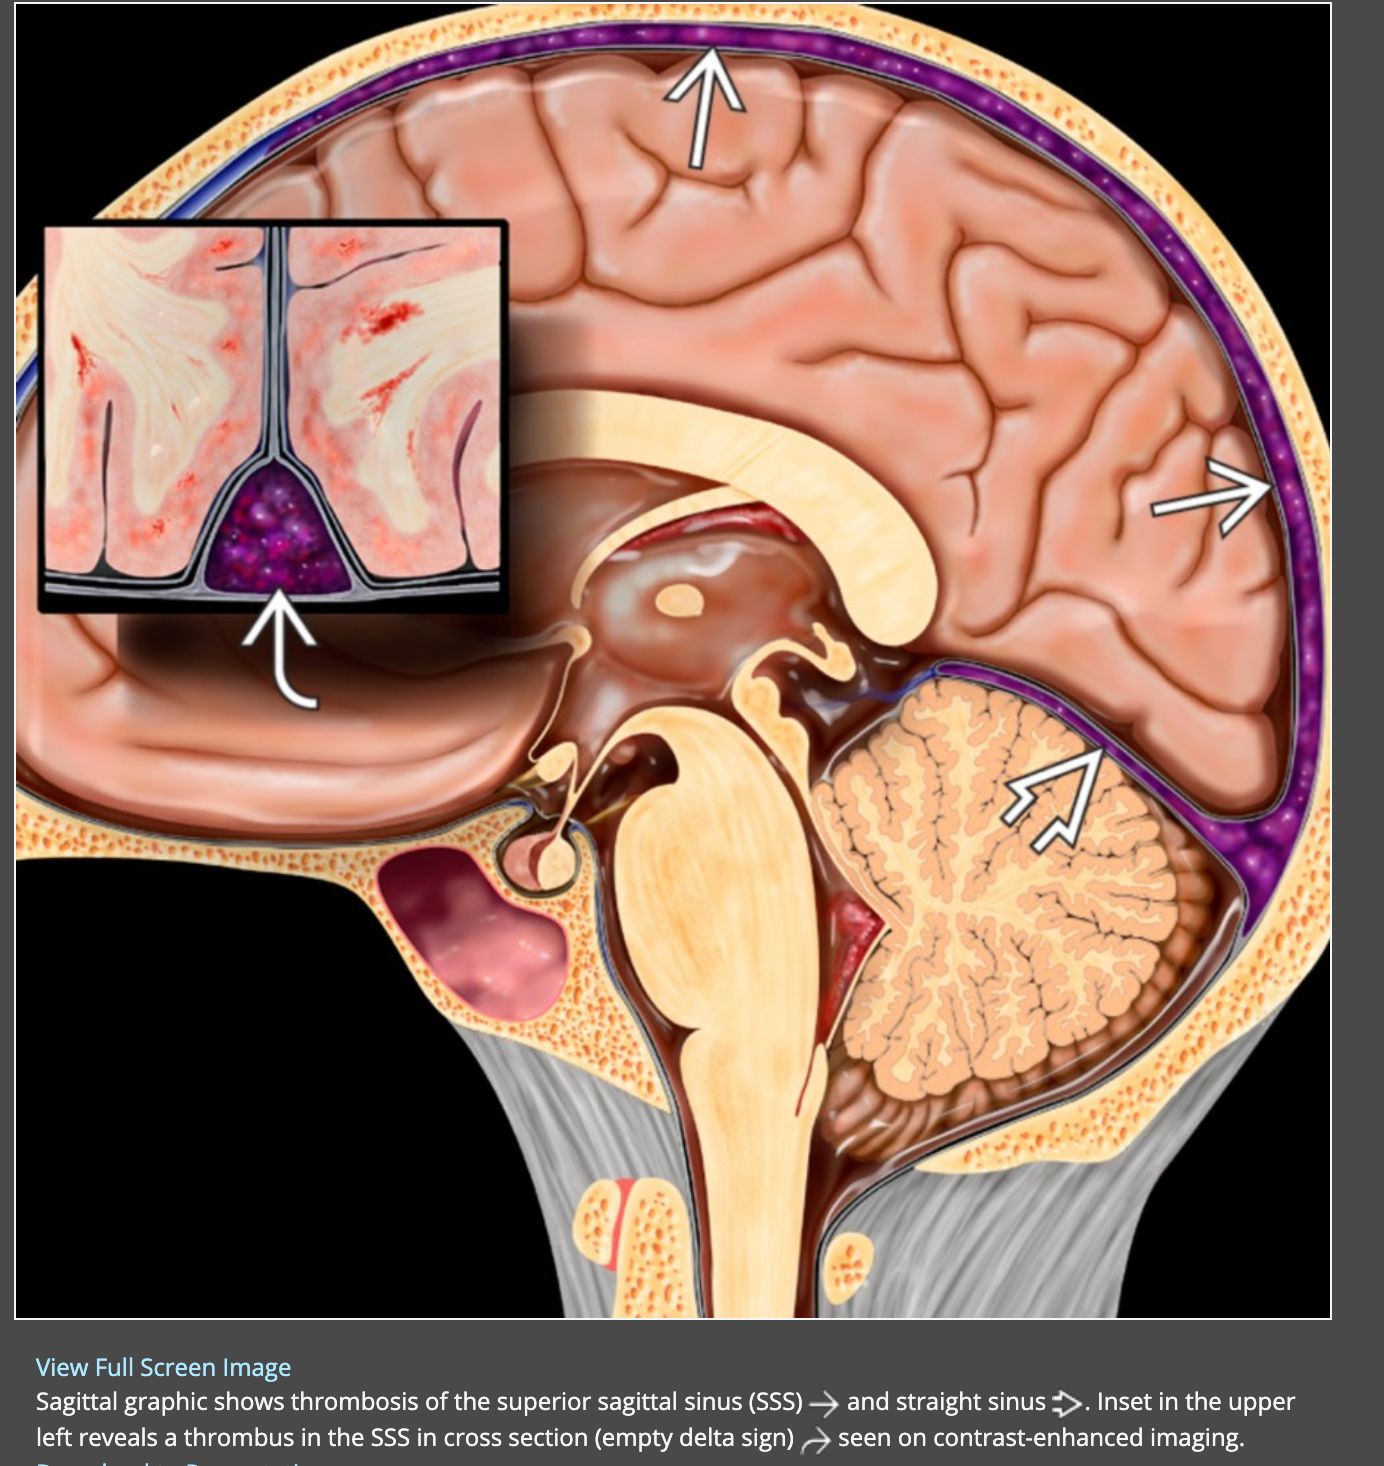 View Full Screen Image
Sagittal graphic shows thrombosis of the superior sagittal sinus (SSS) and straight sinus . Inset in the upper
left reveals a thrombus in the SSS in cross section (empty delta sign) seen on contrast-enhanced imaging.